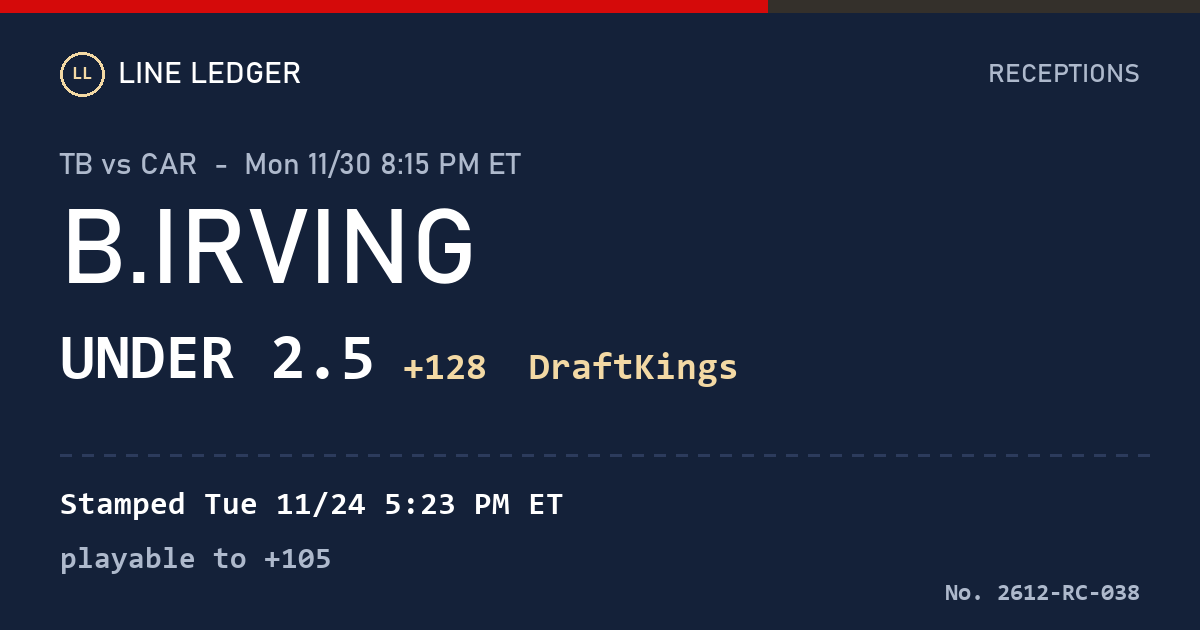 LL LINE LEDGER
RECEPTIONS
TB vs CAR - Mon 11/30 8:15 PM ET
B.IRVING
UNDER 2.5 +128 DraftKings
Stamped Tue 11/24 5:23 PM ET
playable to +105
No. 2612-RC-038